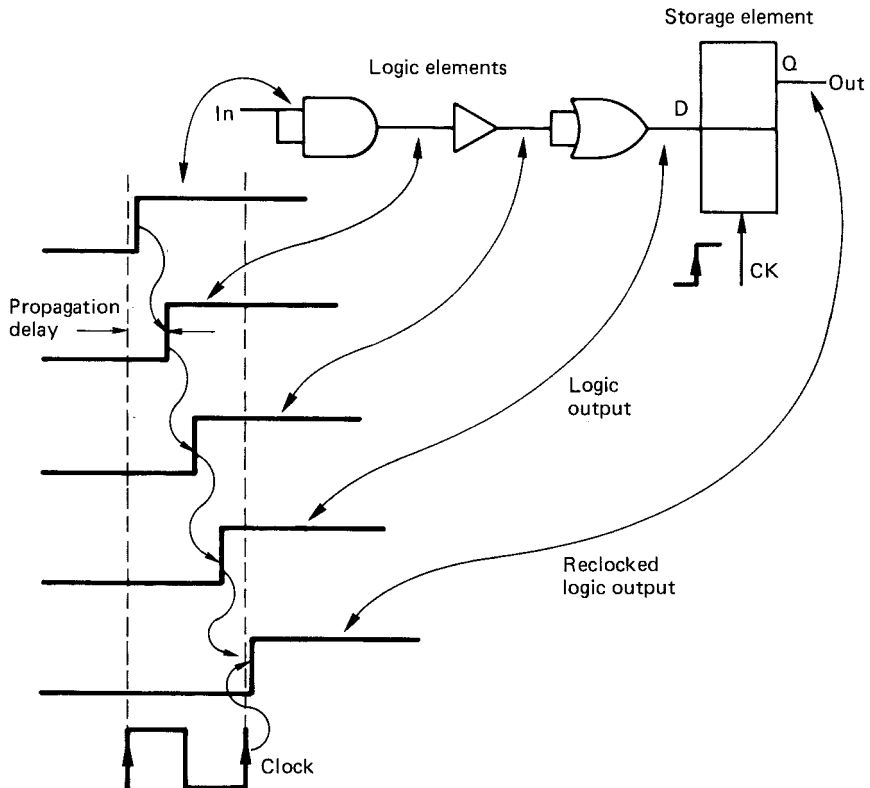 Storage element
Logic elements
Q
Out
In
D
CK
Propagation
delay
Logic
output
Reclocked
logic output
Clock